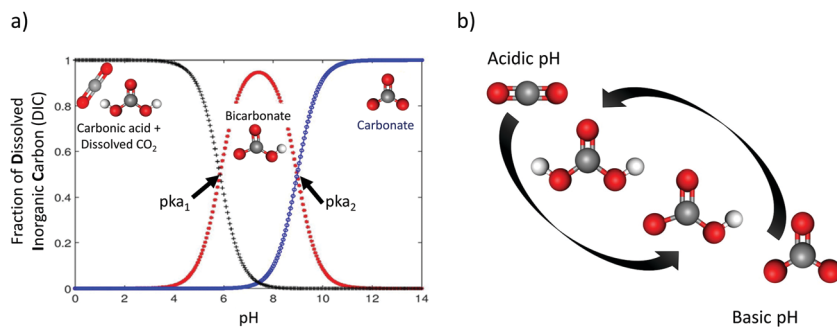 a)
Fraction of Dissolved
Inorganic Carbon (DIC)
1
0.8
0.6
0.4
0.2
0
Carbonic acid +
Dissolved CO₂
Bicarbonate
Carbonate
pka₁
pka₂
0 2 4 6 8 10 12 14
pH
b)
Acidic pH
Basic pH